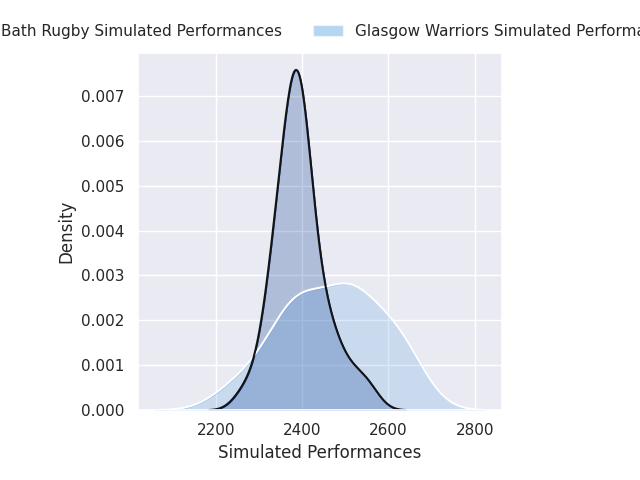 Bath Rugby Simulated Performances
Glasgow Warriors Simulated Performa
0.007
0.006
0.005
0.004
0.003
0.002
0.001
0.000
Density
2200 2400 2600 2800
Simulated Performances